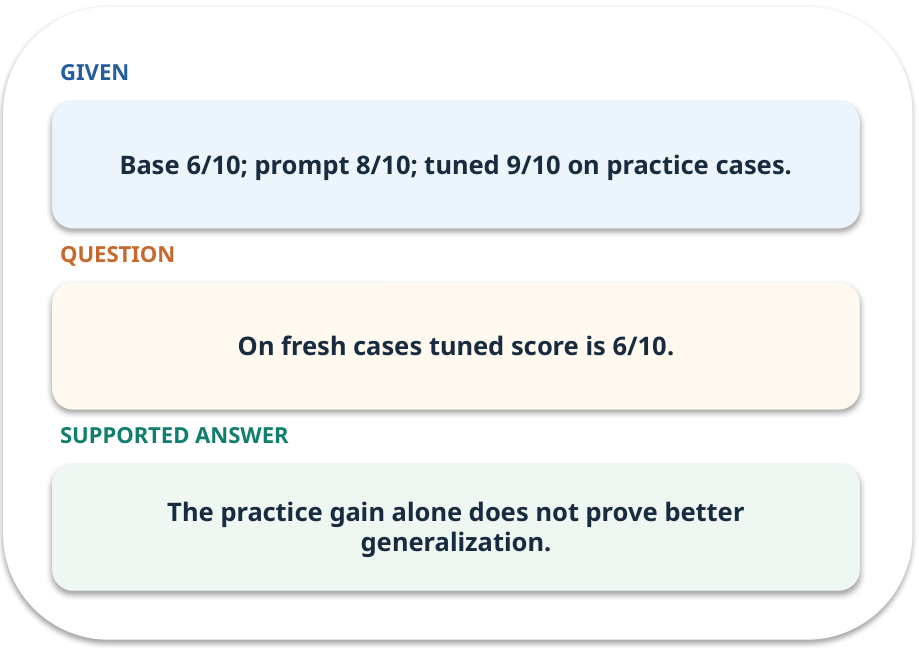 GIVEN
Base 6/10; prompt 8/10; tuned 9/10 on practice cases.
QUESTION
On fresh cases tuned score is 6/10.
SUPPORTED ANSWER
The practice gain alone does not prove better
generalization.